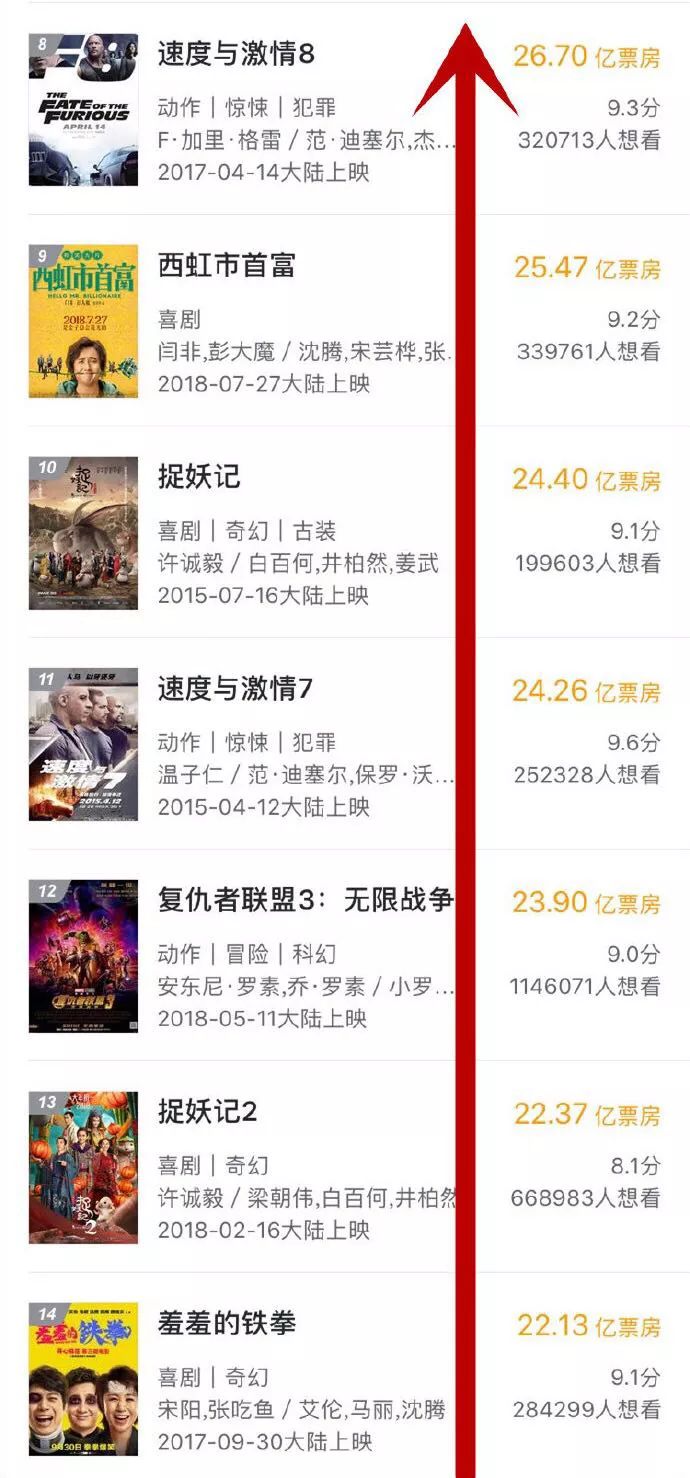 8
THE
FATE OF THE
FURIOUS
APRIL 14
速度与激情8
26.70 亿票房
动作｜惊悚｜犯罪
9.3分
F·加里·格雷 / 范·迪塞尔,杰...
320713人想看
2017-04-14大陆上映
9
西虹市首富
HELLO MR. BILLIONAIRE
2018.7.27
西虹市首富
25.47 亿票房
喜剧
9.2分
闫非,彭大魔 / 沈腾,宋芸桦,张.
339761人想看
2018-07-27大陆上映
10
捉妖记
捉妖记
24.40 亿票房
喜剧｜奇幻｜古装
9.1分
许诚毅 / 白百何,井柏然,姜武
199603人想看
2015-07-16大陆上映
11
速度与
激情7
2015.4.12
速度与激情7
24.26 亿票房
动作｜惊悚｜犯罪
9.6分
温子仁 / 范·迪塞尔,保罗·沃...
252328人想看
2015-04-12大陆上映
12
复仇者联盟3
复仇者联盟3：无限战争
23.90 亿票房
动作｜冒险｜科幻
9.0分
安东尼·罗素,乔·罗素 / 小罗...
1146071人想看
2018-05-11大陆上映
13
捉妖记2
捉妖记2
22.37 亿票房
喜剧｜奇幻
8.1分
许诚毅 / 梁朝伟,白百何,井柏然
668983人想看
2018-02-16大陆上映
14
羞羞的铁拳
9月30日
羞羞的铁拳
22.13 亿票房
喜剧｜奇幻
9.1分
宋阳,张吃鱼 / 艾伦,马丽,沈腾
284299人想看
2017-09-30大陆上映